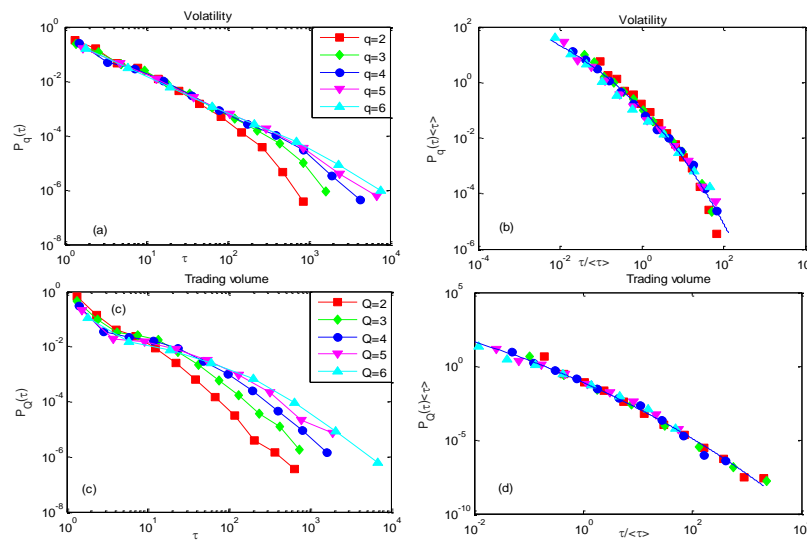 Volatility
10^0
10^-2
10^-4
10^-6
10^-8
P_q(τ)
q=2
q=3
q=4
q=5
q=6
(a)
10^0 10^1 10^2 10^3 10^4
τ
Volatility
10^2
10^0
10^-2
10^-4
10^-6
P_q(τ)<τ>
(b)
10^-4 10^-2 10^0 10^2 10^4
τ/<τ>
Trading volume
10^0
10^-2
10^-4
10^-6
10^-8
P_Q(τ)
(c)
Q=2
Q=3
Q=4
Q=5
Q=6
(c)
10^0 10^1 10^2 10^3 10^4
τ
Trading volume
10^5
10^0
10^-5
10^-10
P_Q(τ)<τ>
(d)
10^-2 10^0 10^2 10^4
τ/<τ>